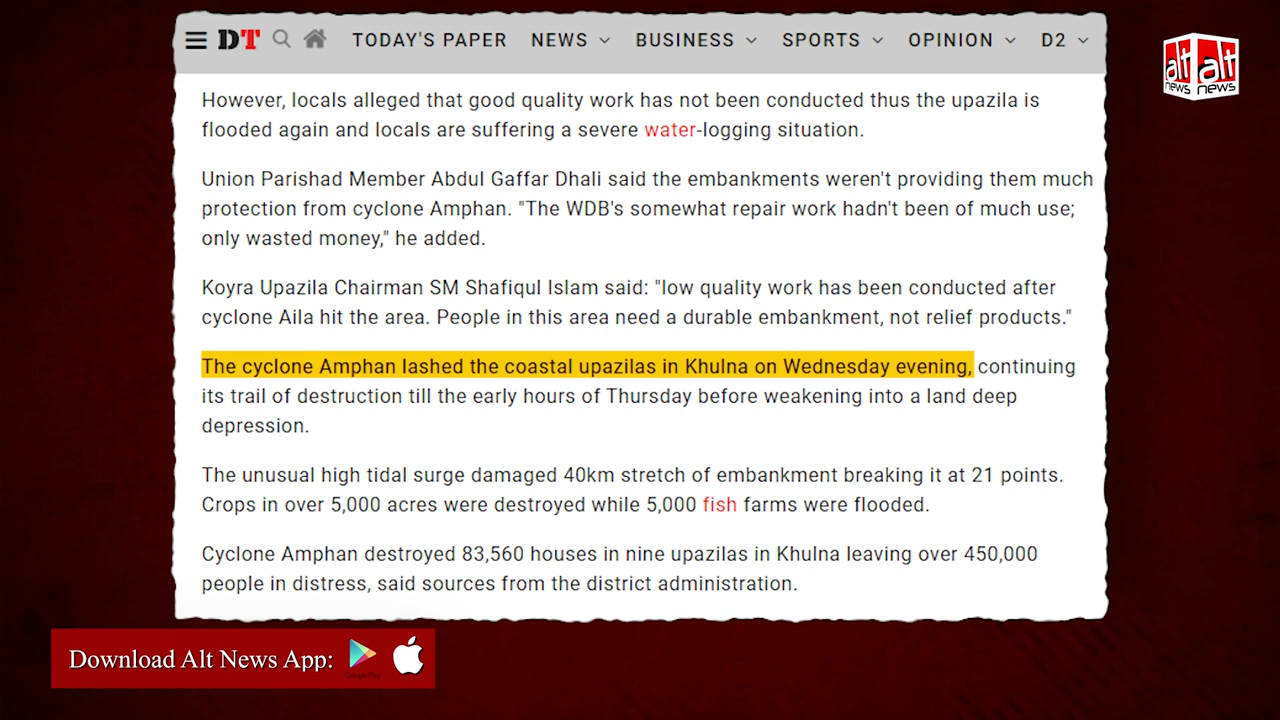 DT TODAY'S PAPER NEWS BUSINESS SPORTS OPINION D2
alt alt
news news
However, locals alleged that good quality work has not been conducted thus the upazila is
flooded again and locals are suffering a severe water-logging situation.
Union Parishad Member Abdul Gaffar Dhali said the embankments weren't providing them much
protection from cyclone Amphan. "The WDB's somewhat repair work hadn't been of much use;
only wasted money," he added.
Koyra Upazila Chairman SM Shafiqul Islam said: "low quality work has been conducted after
cyclone Aila hit the area. People in this area need a durable embankment, not relief products."
The cyclone Amphan lashed the coastal upazilas in Khulna on Wednesday evening, continuing
its trail of destruction till the early hours of Thursday before weakening into a land deep
depression.
The unusual high tidal surge damaged 40km stretch of embankment breaking it at 21 points.
Crops in over 5,000 acres were destroyed while 5,000 fish farms were flooded.
Cyclone Amphan destroyed 83,560 houses in nine upazilas in Khulna leaving over 450,000
people in distress, said sources from the district administration.
Download Alt News App:
Google Play